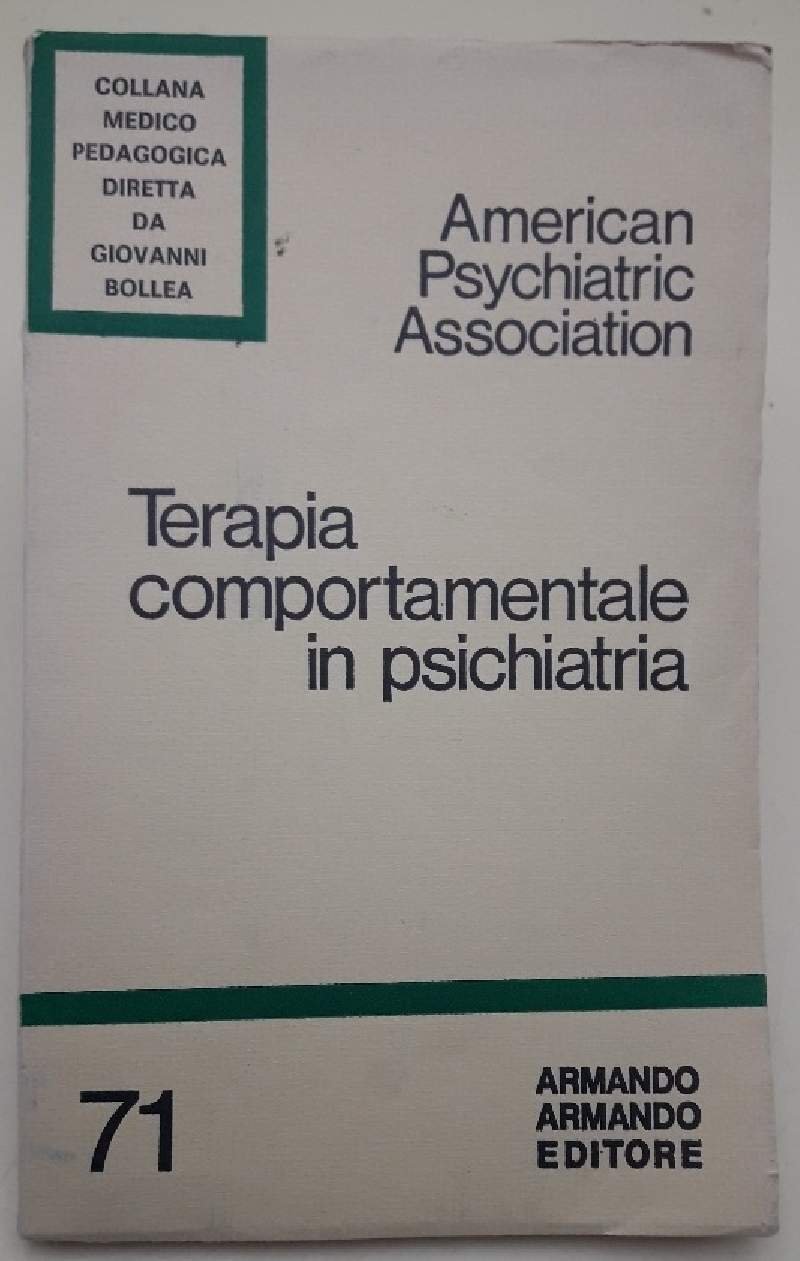 COLLANA
MEDICO
PEDAGOGICA
DIRETTA
DA
GIOVANNI
BOLLEA
American
Psychiatric
Association
Terapia
comportamentale
in psichiatria
71
ARMANDO
ARMANDO
EDITORE